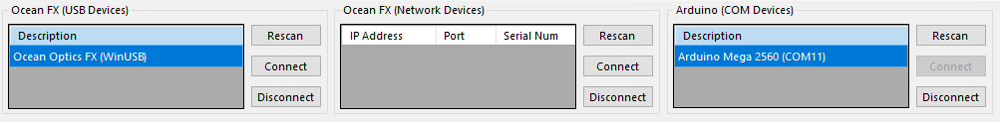 Ocean FX (USB Devices)
Description
Ocean Optics FX (WinUSB)
Rescan
Connect
Disconnect
Ocean FX (Network Devices)
IP Address Port Serial Num
Rescan
Connect
Disconnect
Arduino (COM Devices)
Description
Arduino Mega 2560 (COM11)
Rescan
Connect
Disconnect